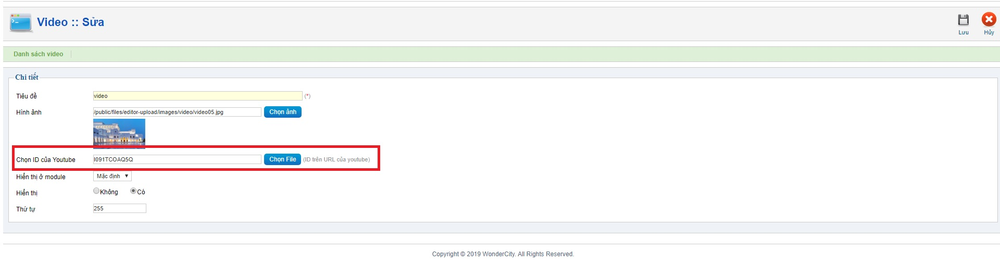 Video :: Sửa
Lưu
Hủy
Danh sách video
Chi tiết
Tiêu đề
video
(*)
Hình ảnh
/public/files/editor-upload/images/video/video05.jpg
Chọn ảnh
Chọn ID của Youtube
l091TCOAQ5Q
Chọn File
(ID trên URL của youtube)
Hiển thị ở module
Mặc định
Hiển thị
Không
Có
Thứ tự
255
Copyright © 2019 WonderCity. All Rights Reserved.